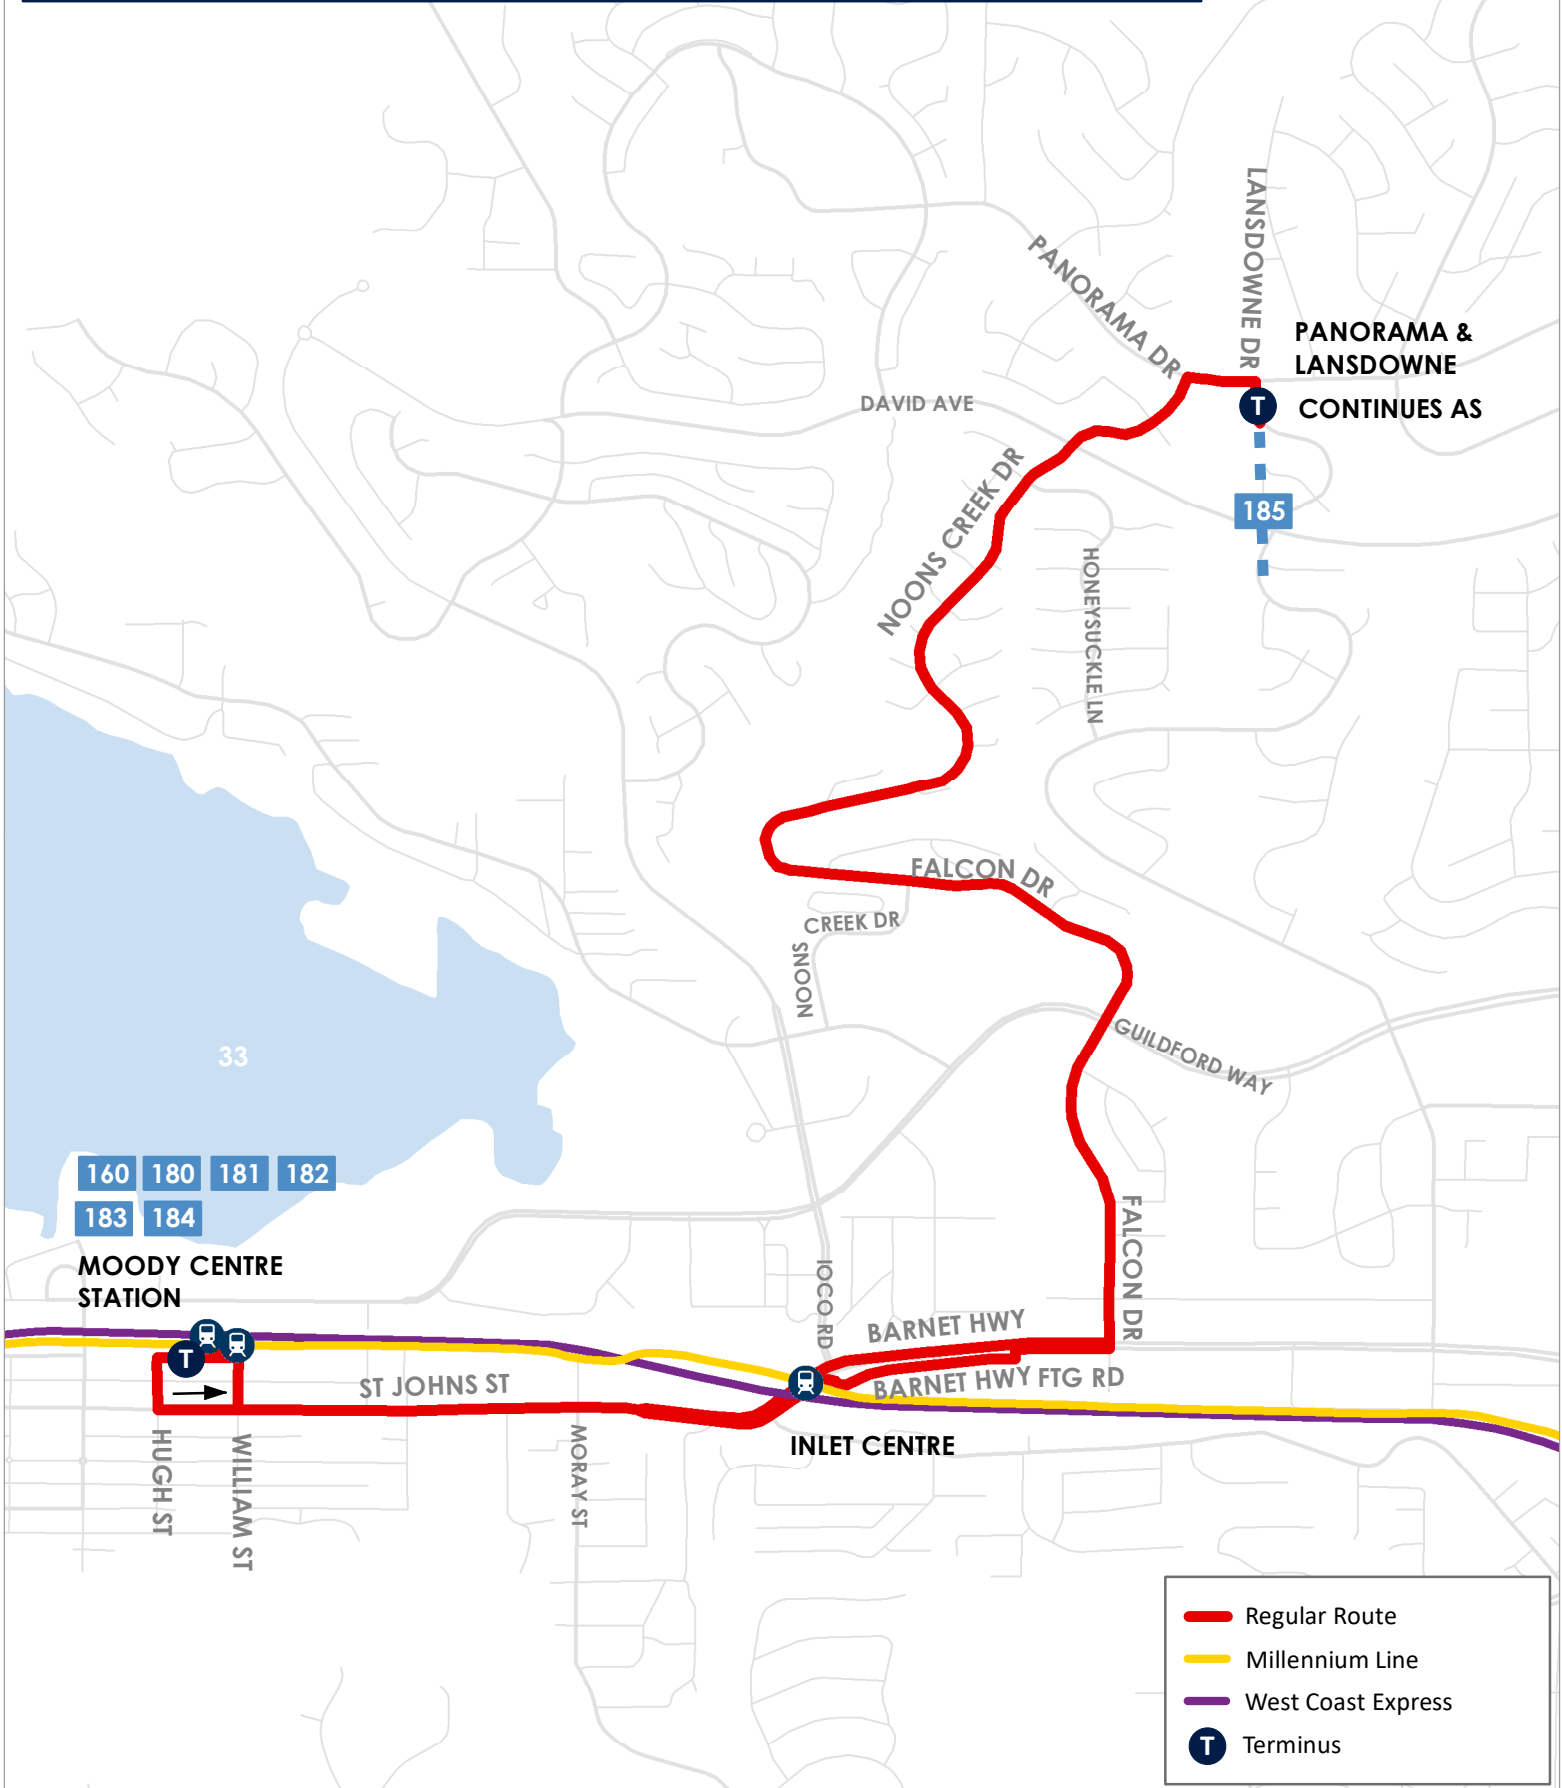 LANSDOWNE DR
PANORAMA DR
PANORAMA &
LANSDOWNE
DAVID AVE
T
CONTINUES AS
NOONS CREEK DR
185
HONEYSUCKLE LN
FALCON DR
CREEK DR
SNOON
GUILDFORD WAY
33
160 180 181 182
183 184
MOODY CENTRE
STATION
FALCON DR
IOCO RD
BARNET HWY
T
ST JOHNS ST
BARNET HWY FTG RD
INLET CENTRE
HUGH ST
WILLIAM ST
MORAY ST
Regular Route
Millennium Line
West Coast Express
T Terminus